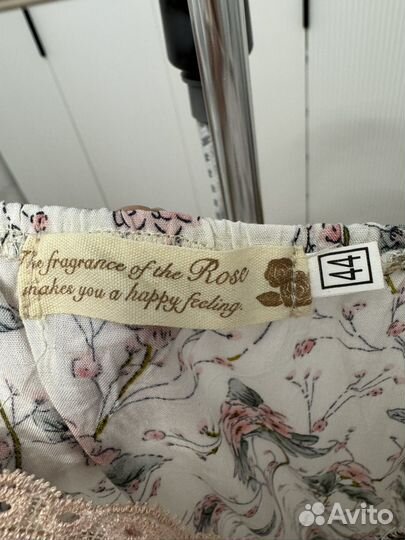 The fragrance of the Rose
makes you a happy feeling.
44
Avito